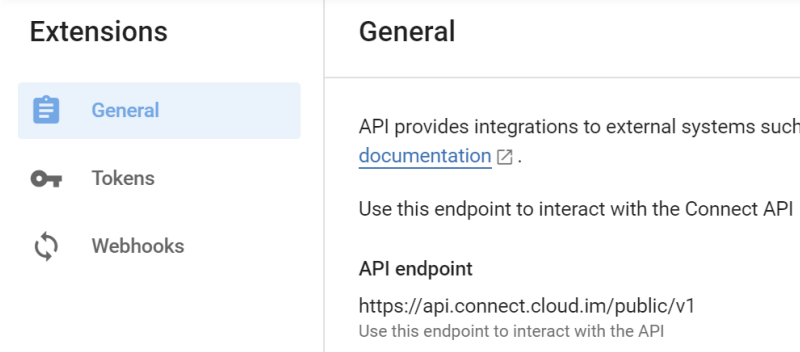 Extensions
General
Tokens
Webhooks
General
API provides integrations to external systems such
documentation .
Use this endpoint to interact with the Connect API
API endpoint
https://api.connect.cloud.im/public/v1
Use this endpoint to interact with the API